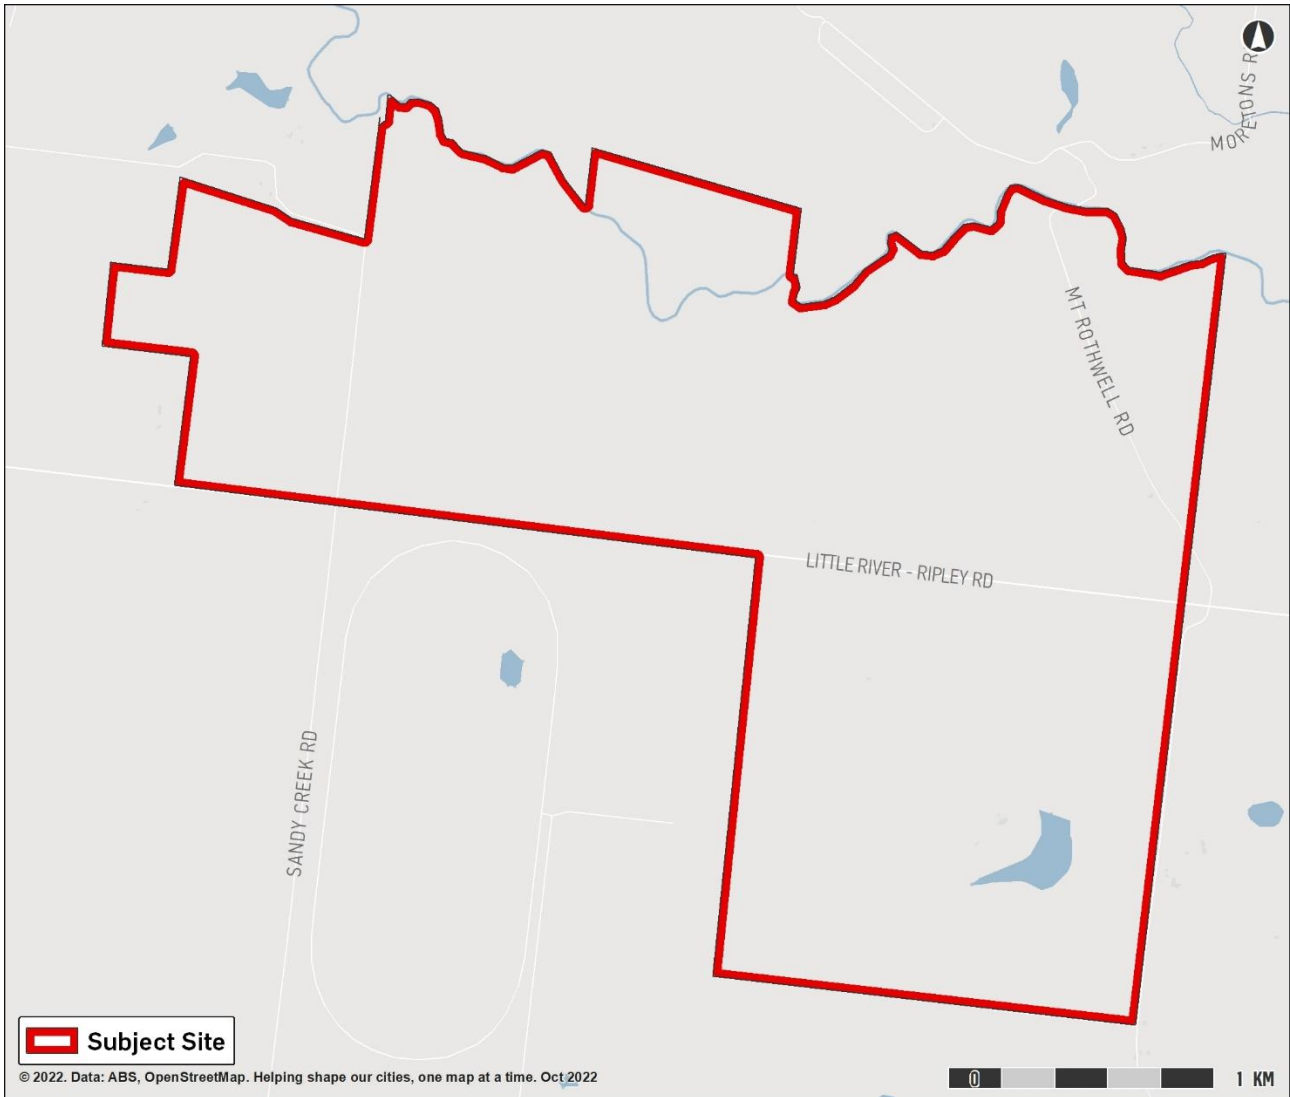 MORETONS R
MT ROTHWELL RD
LITTLE RIVER - RIPLEY RD
SANDY CREEK RD
Subject Site
© 2022. Data: ABS, OpenStreetMap. Helping shape our cities, one map at a time. Oct 2022
0 1 KM